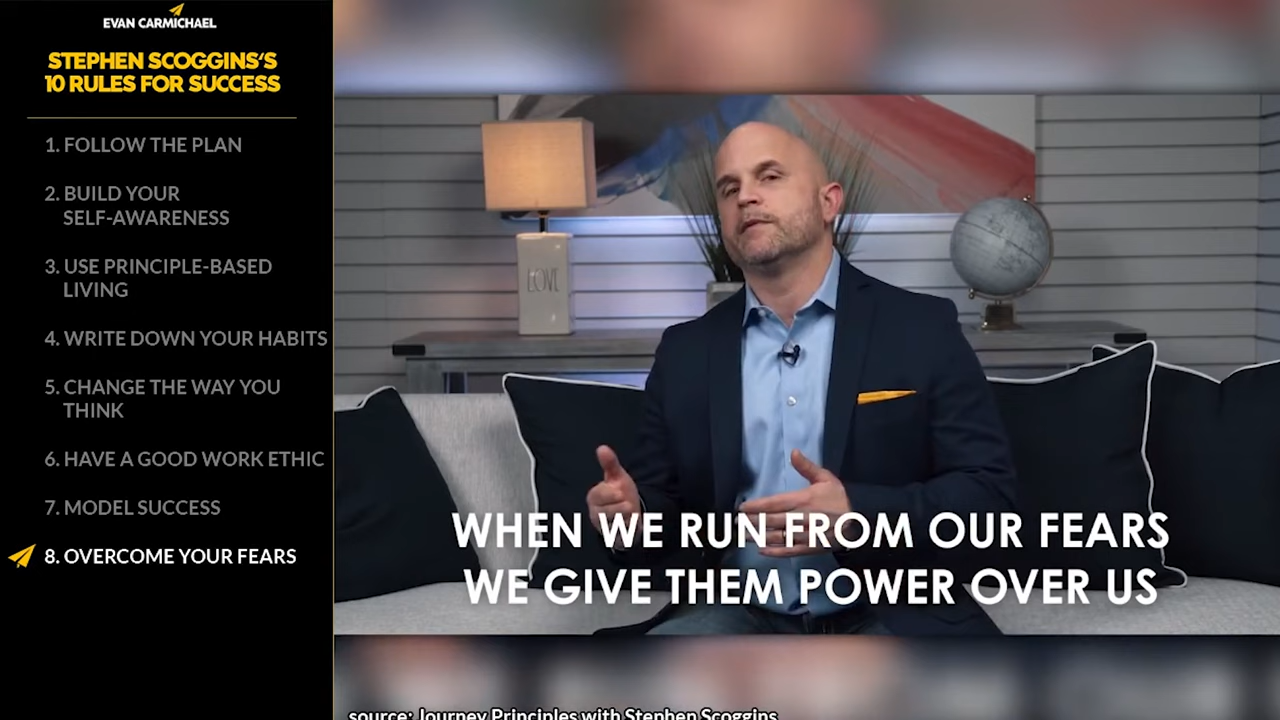 EVAN CARMICHAEL
STEPHEN SCOGGINS'S
10 RULES FOR SUCCESS
1. FOLLOW THE PLAN
2. BUILD YOUR
SELF-AWARENESS
3. USE PRINCIPLE-BASED
LIVING
4. WRITE DOWN YOUR HABITS
5. CHANGE THE WAY YOU
THINK
6. HAVE A GOOD WORK ETHIC
7. MODEL SUCCESS
8. OVERCOME YOUR FEARS
LOVE
WHEN WE RUN FROM OUR FEARS
WE GIVE THEM POWER OVER US
source: Journey Principles with Stephen Scoggins